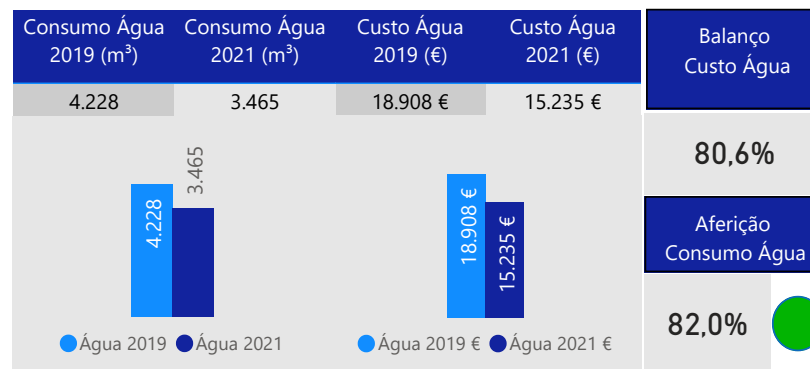 Consumo Água
2019 (m³)
Consumo Água
2021 (m³)
Custo Água
2019 (€)
Custo Água
2021 (€)
4.228
3.465
18.908 €
15.235 €
4.228
3.465
Água 2019
Água 2021
18.908 €
15.235 €
Água 2019 €
Água 2021 €
Balanço
Custo Água
80,6%
Aferição
Consumo Água
82,0%